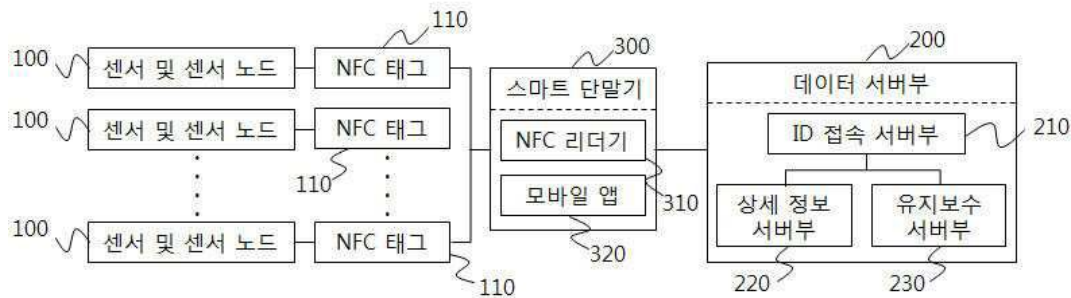 110
300
200
100
센서 및 센서 노드
NFC 태그
스마트 단말기
데이터 서버부
100
센서 및 센서 노드
NFC 태그
NFC 리더기
ID 접속 서버부
210
110
310
모바일 앱
상세 정보
서버부
유지보수
서버부
100
센서 및 센서 노드
NFC 태그
320
110
220
230